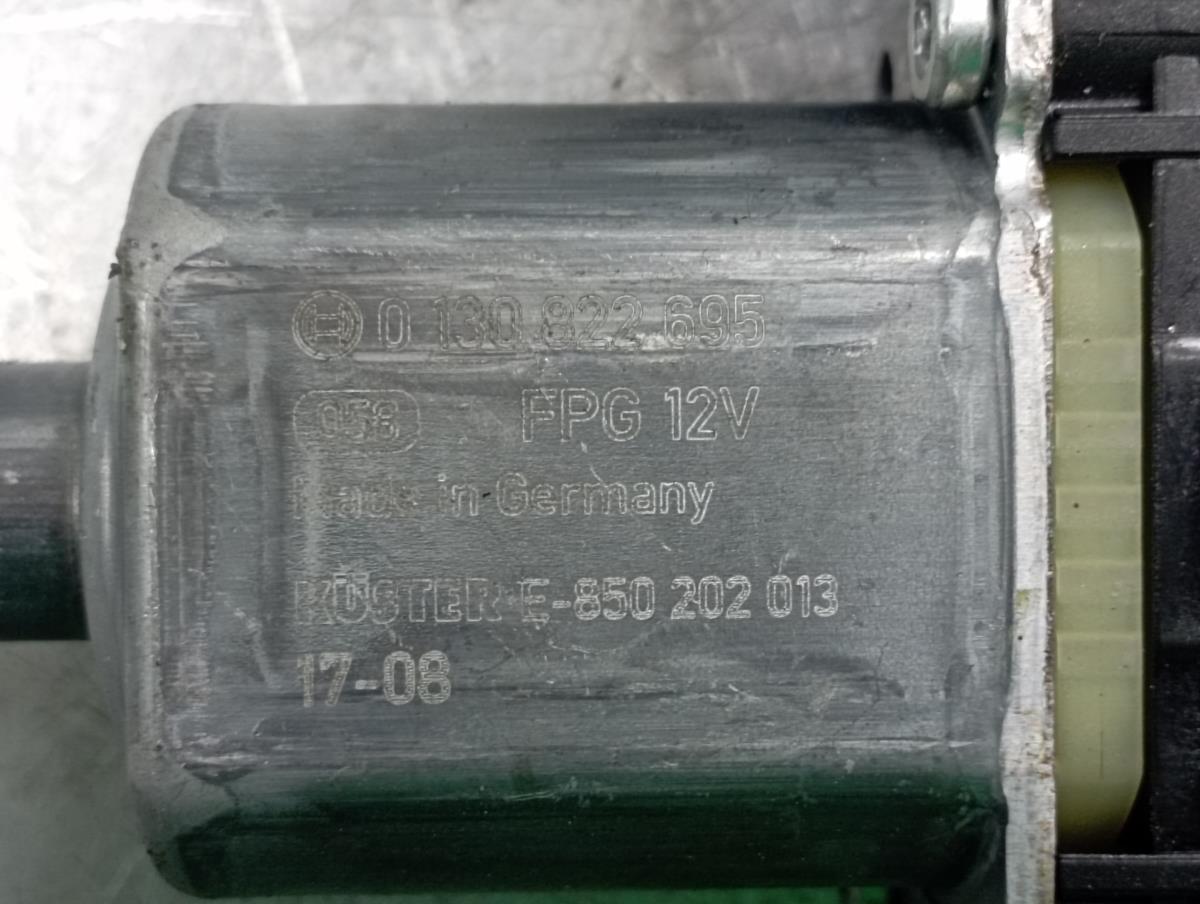 0 130 822 695
058 FPG 12V
Made in Germany
KÜSTER E-850 202 013
17-08